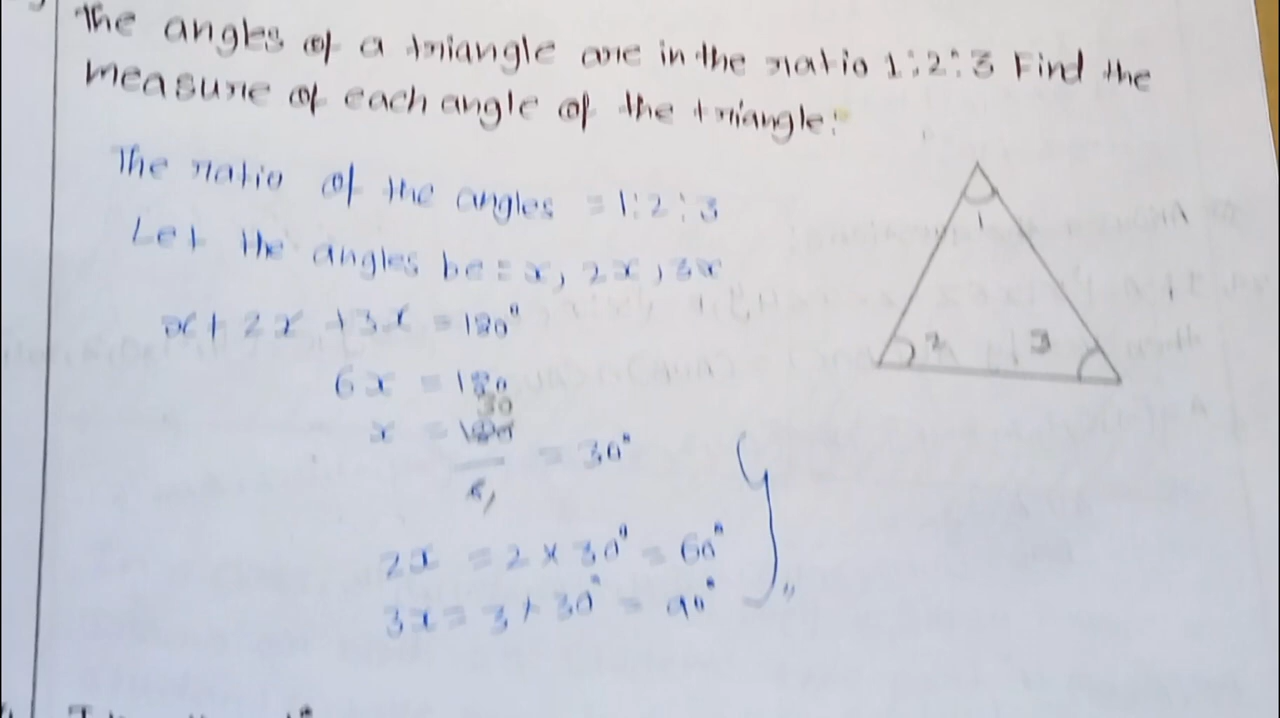 The angles of a triangle are in the ratio 1:2:3 Find the
measure of each angle of the triangle:
The ratio of the angles = 1:2:3
Let the angles be = x, 2x, 3x
x + 2x + 3x = 180°
6x = 180
30
x = 180 = 30°
6,
2x = 2 × 30° = 60°
3x = 3 × 30° = 90°
1
2 3